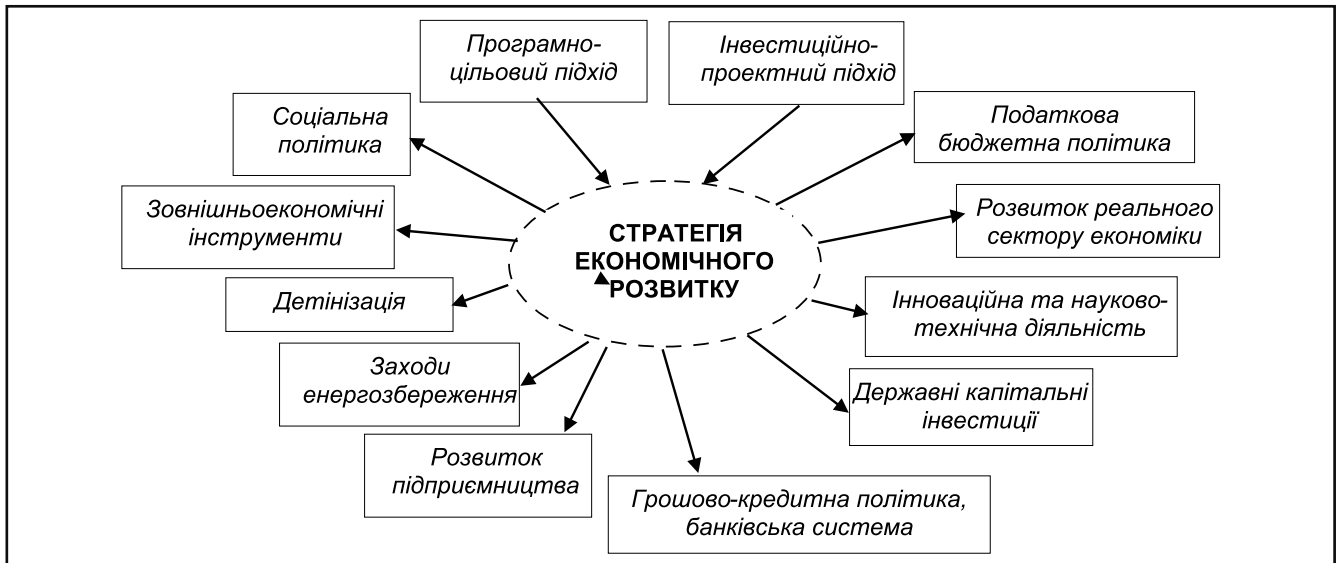 Програмно-
цільовий підхід
Інвестиційно-
проектний підхід
Соціальна
політика
Податкова
бюджетна політика
Зовнішньоекономічні
інструменти
Розвиток реального
сектору економіки
СТРАТЕГІЯ
ЕКОНОМІЧНОГО
РОЗВИТКУ
Детінізація
Інноваційна та науково-
технічна діяльність
Заходи
енергозбереження
Державні капітальні
інвестиції
Розвиток
підприємництва
Грошово-кредитна політика,
банківська система